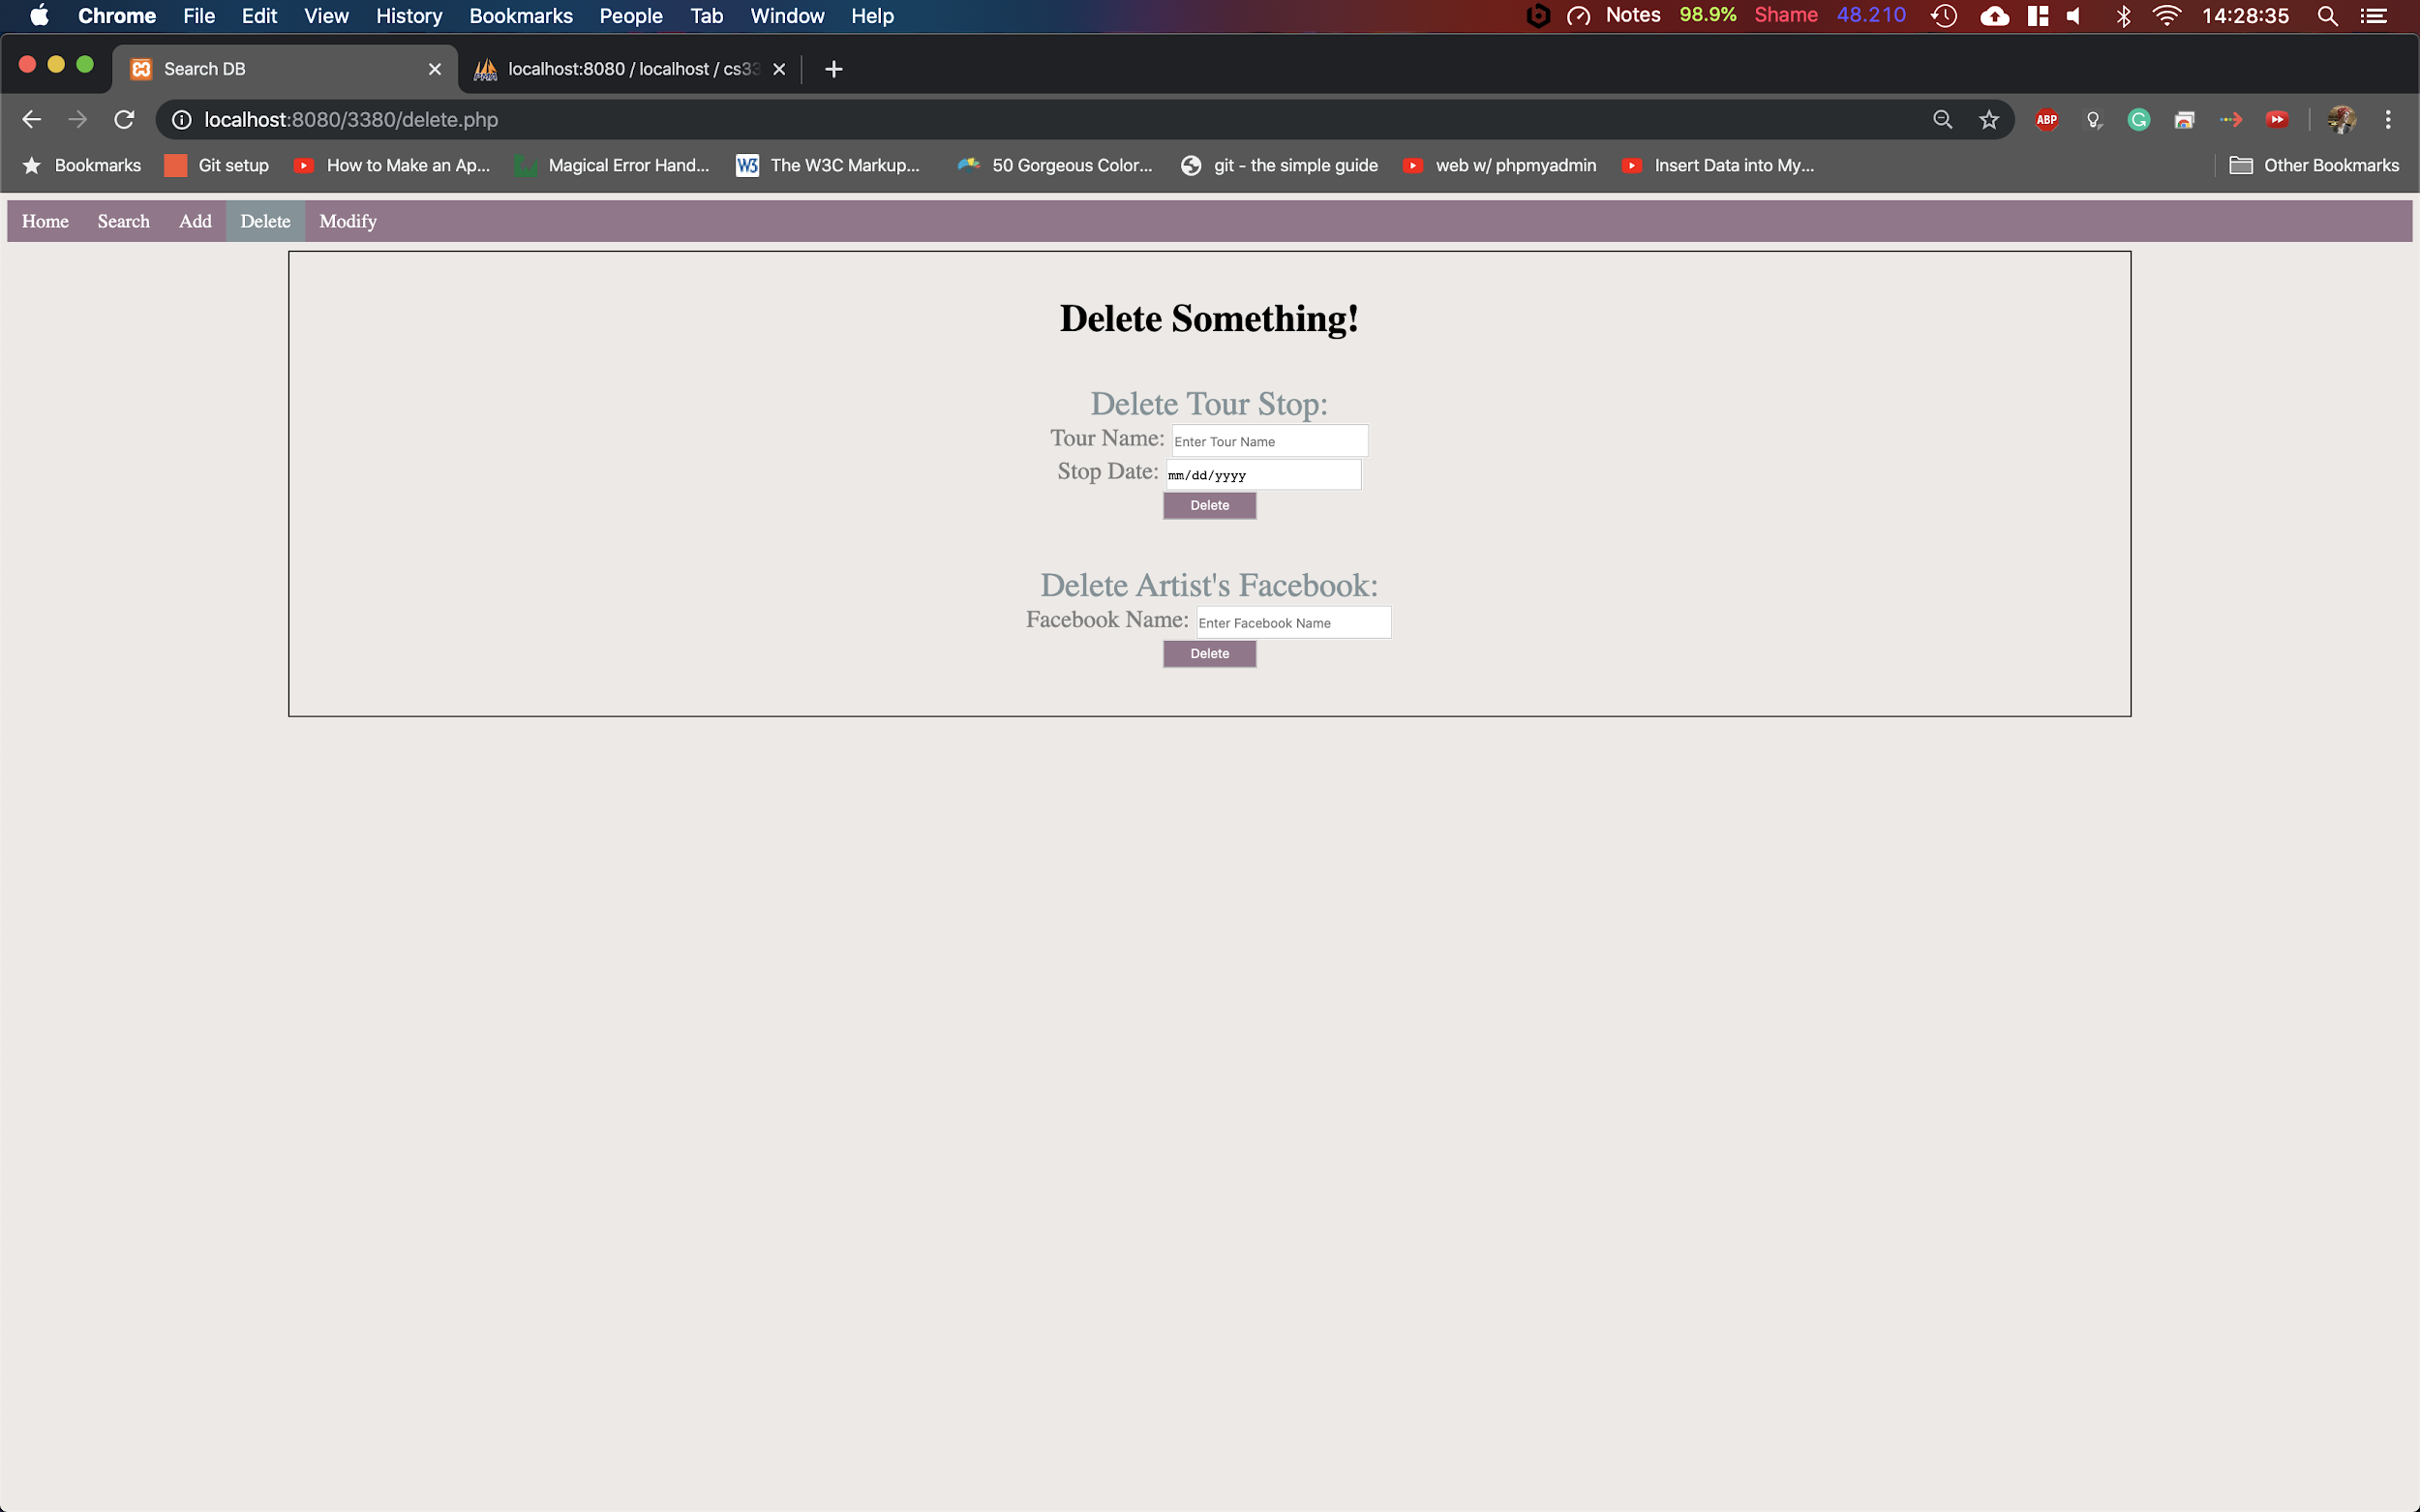 Chrome File Edit View History Bookmarks People Tab Window Help Notes 98.9% Shame 48.210 14:28:35
Search DB localhost:8080 / localhost / cs33
localhost:8080/3380/delete.php ABP
Bookmarks Git setup How to Make an Ap... Magical Error Hand... W3 The W3C Markup... 50 Gorgeous Color... git - the simple guide web w/ phpmyadmin Insert Data into My... Other Bookmarks
Home Search Add Delete Modify
Delete Something!
Delete Tour Stop:
Tour Name: Enter Tour Name
Stop Date: mm/dd/yyyy
Delete
Delete Artist's Facebook:
Facebook Name: Enter Facebook Name
Delete